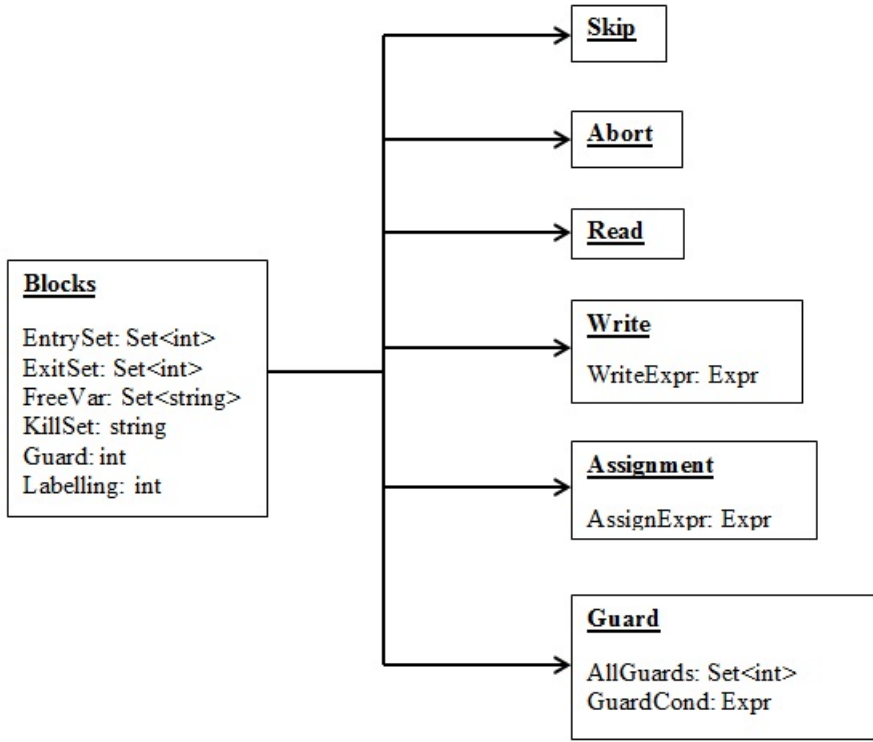 Skip
Abort
Read
Blocks
EntrySet: Set<int>
ExitSet: Set<int>
FreeVar: Set<string>
KillSet: string
Guard: int
Labelling: int
Write
WriteExpr: Expr
Assignment
AssignExpr: Expr
Guard
AllGuards: Set<int>
GuardCond: Expr